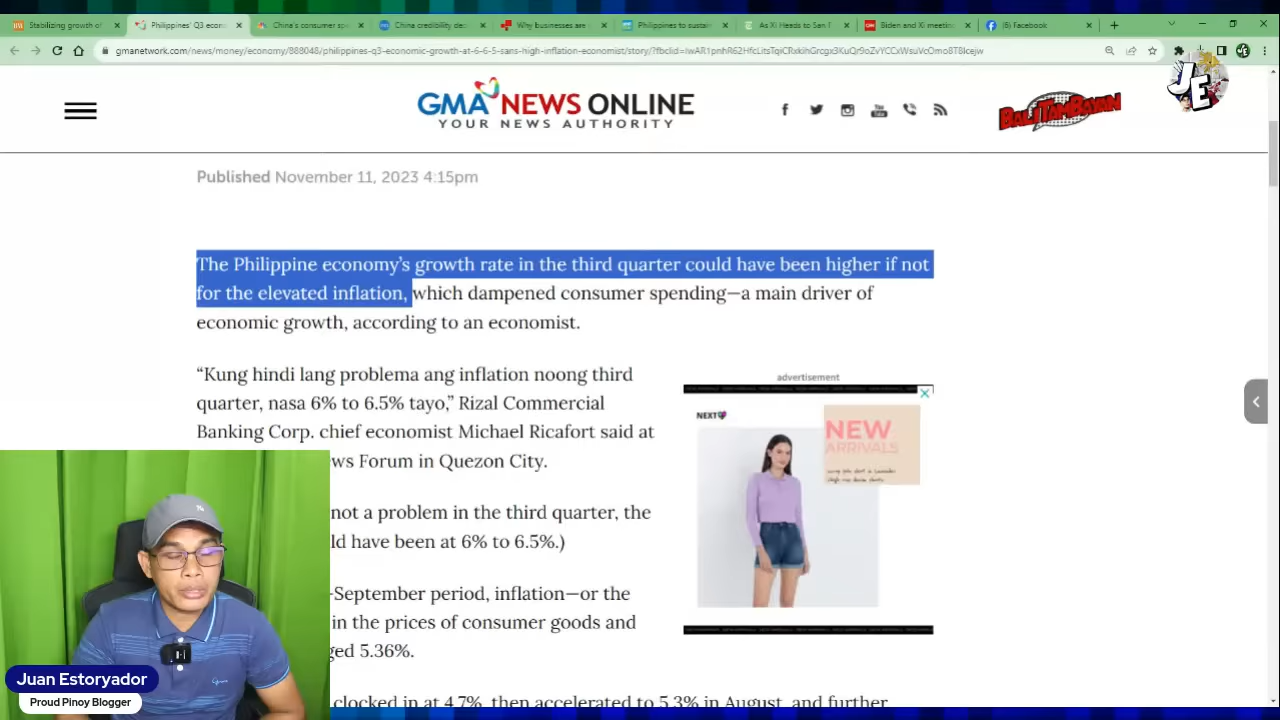 Stabilizing growth of
Philippines' Q3 econo
China's consumer sp
China credibility de
Why businesses are
Philippines to sustai
As Xi Heads to San F
Biden and Xi meeting
(6) Facebook
gmanetwork.com/news/money/economy/888048/philippines-q3-economic-growth-at-6-6-5-sans-high-inflation-economist/story/
GMA NEWS ONLINE
YOUR NEWS AUTHORITY
BALITAMBAYAN
JE
Published November 11, 2023 4:15pm
The Philippine economy's growth rate in the third quarter could have been higher if not
for the elevated inflation, which dampened consumer spending—a main driver of
economic growth, according to an economist.
“Kung hindi lang problema ang inflation noong third
quarter, nasa 6% to 6.5% tayo,” Rizal Commercial
Banking Corp. chief economist Michael Ricafort said at
ws Forum in Quezon City.
not a problem in the third quarter, the
ld have been at 6% to 6.5%.)
-September period, inflation—or the
in the prices of consumer goods and
ged 5.36%.
clocked in at 4.7%, then accelerated to 5.3% in August, and further
advertisement
NEXT
NEW
ARRIVALS
Juan Estoryador
Proud Pinoy Blogger